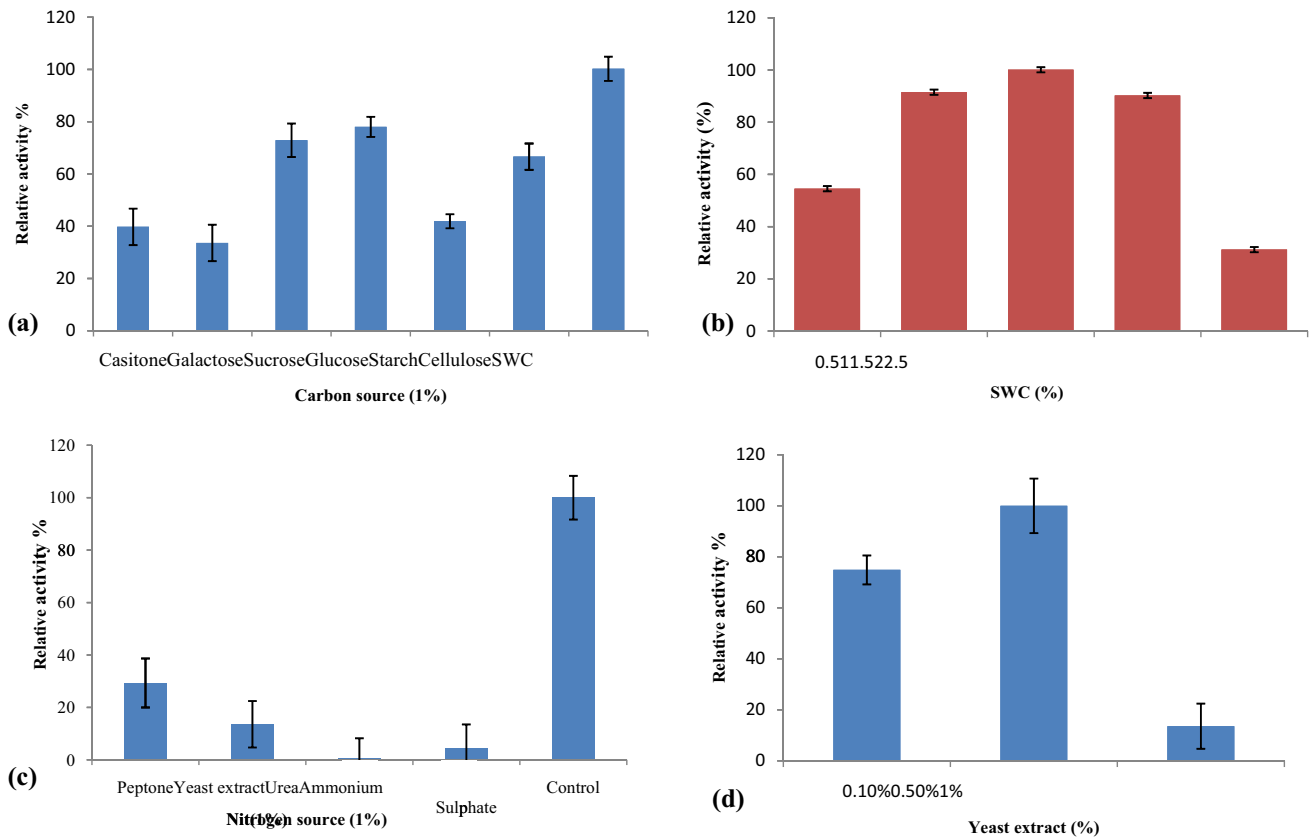 120
100
80
60
40
20
0
Relative activity %
(a)
CasitoneGalactoseSucroseGlucoseStarchCelluloseSWC
Carbon source (1%)
120
100
80
60
40
20
0
Relative activity (%)
(b)
0.511.522.5
SWC (%)
120
100
80
60
40
20
0
Relative activity %
(c)
PeptoneYeast extractUreaAmmonium
Sulphate
Control
Nitrogen source (1%)
120
100
80
60
40
20
0
Relative activity %
(d)
0.10%0.50%1%
Yeast extract (%)